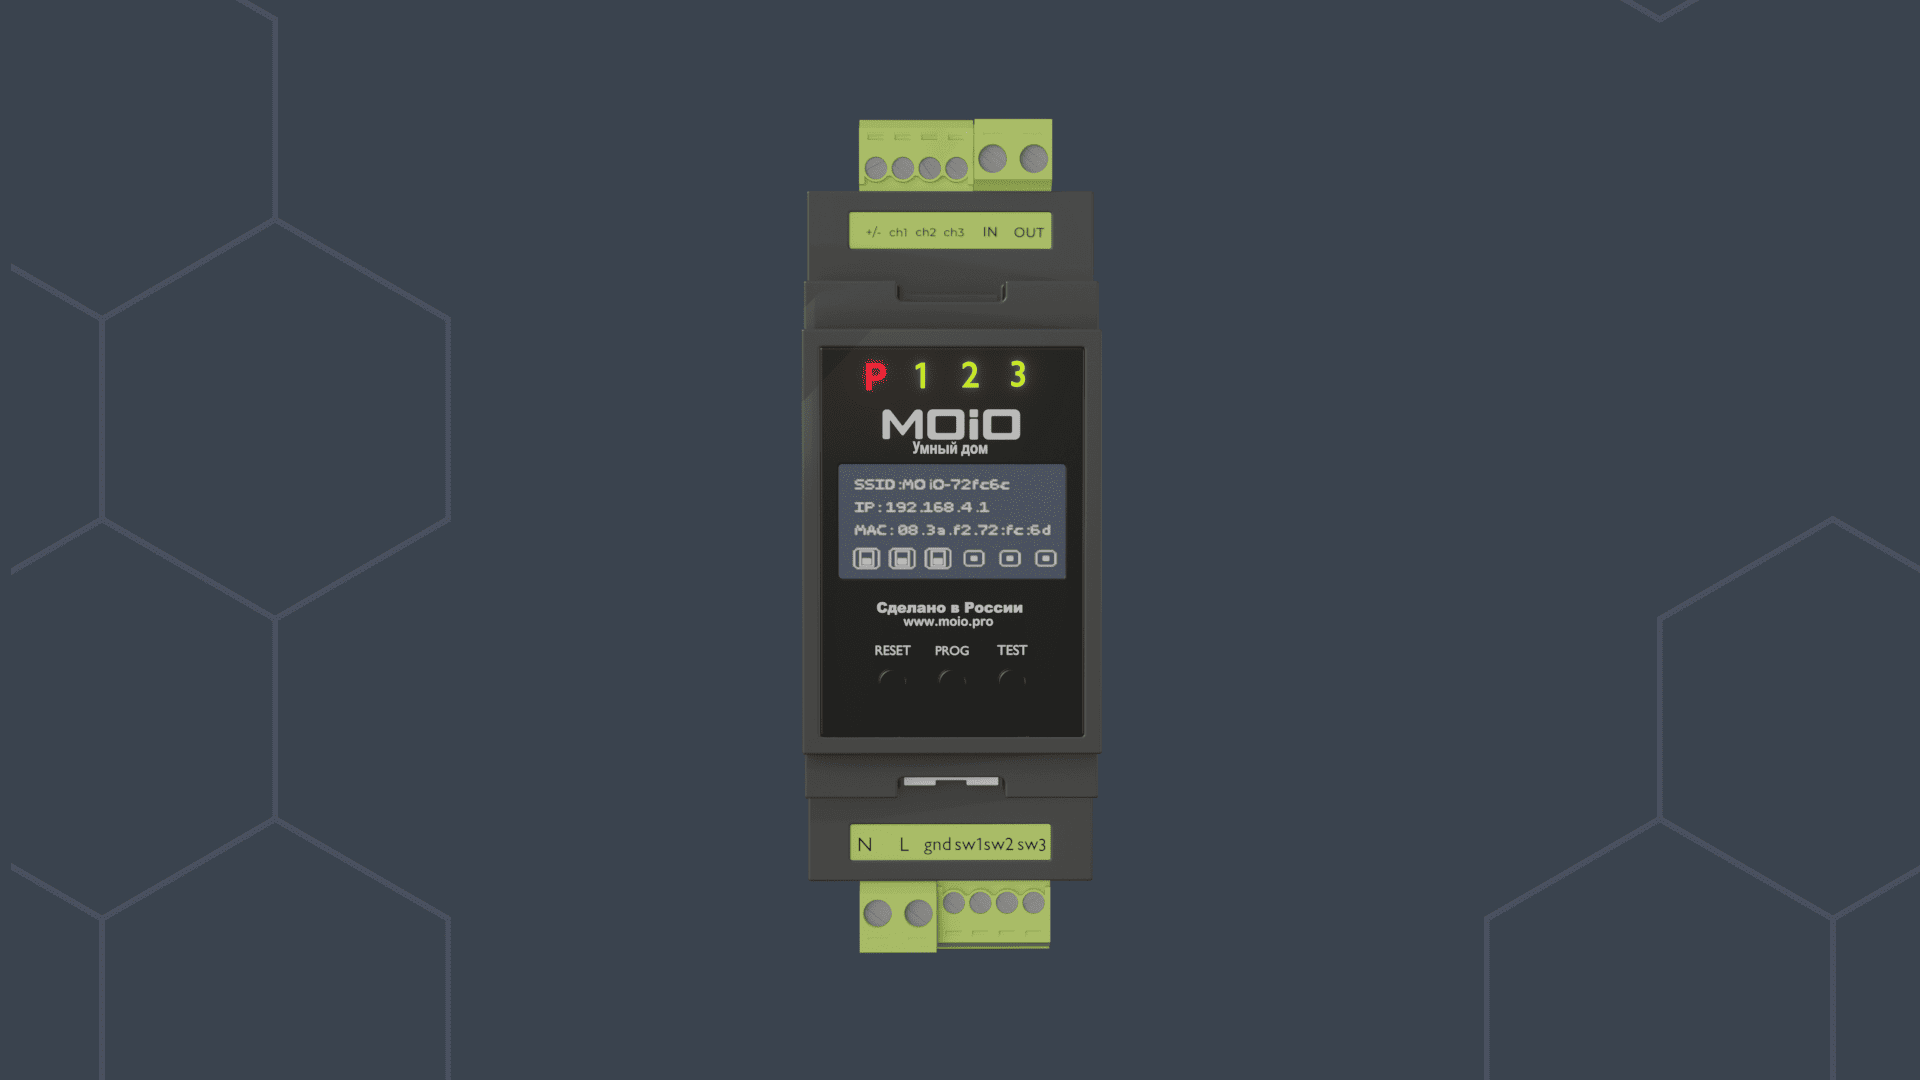 +/- ch1 ch2 ch3 IN OUT
P 1 2 3
MOiO
Умный дом
SSID:MOiO-72fc6c
IP:192.168.4.1
MAC:08.3a.f2.72:fc:6d
Сделано в России
www.moio.pro
RESET PROG TEST
N L gnd sw1 sw2 sw3